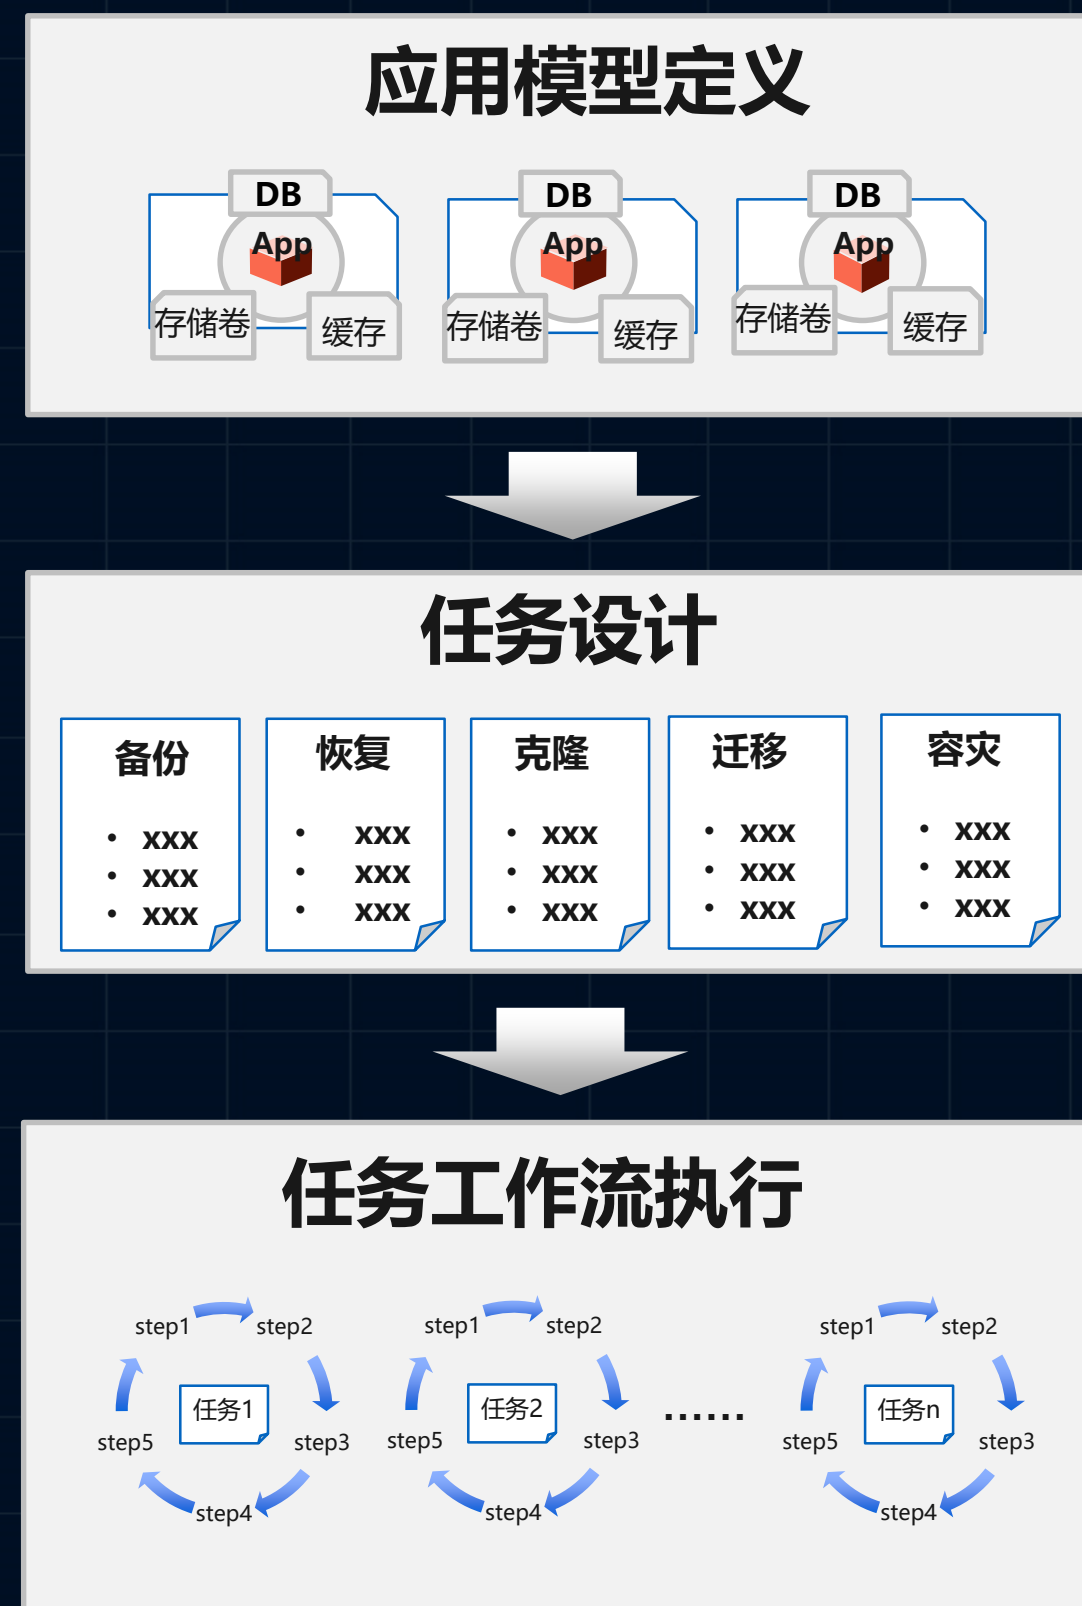 应用模型定义
DB
App
存储卷
缓存
DB
App
存储卷
缓存
DB
App
存储卷
缓存
任务设计
备份
• xxx
• xxx
• xxx
恢复
• xxx
• xxx
• xxx
克隆
• xxx
• xxx
• xxx
迁移
• xxx
• xxx
• xxx
容灾
• xxx
• xxx
• xxx
任务工作流执行
step1
step2
step3
step4
step5
任务1
step1
step2
step3
step4
step5
任务2
......
step1
step2
step3
step4
step5
任务n